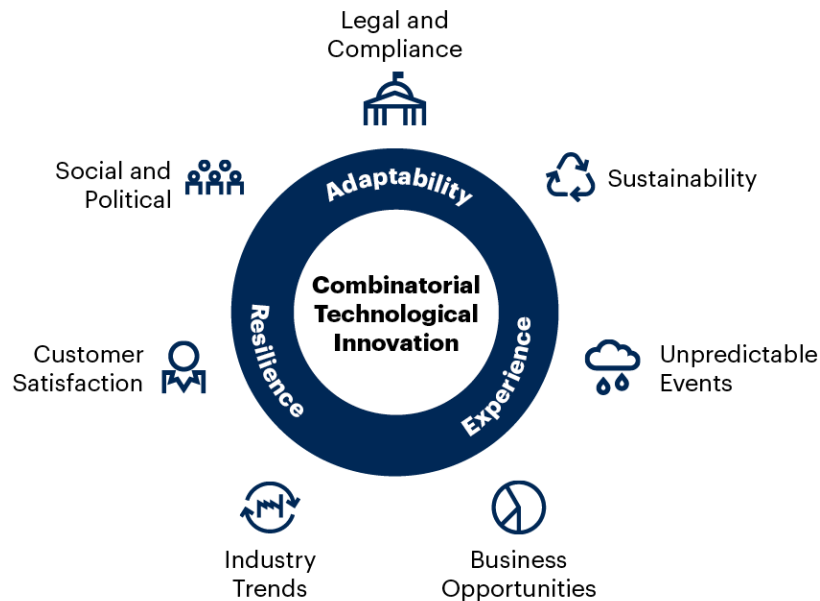 Legal and
Compliance
Social and
Political
Sustainability
Adaptability
Combinatorial
Technological
Innovation
Resilience
Experience
Customer
Satisfaction
Unpredictable
Events
Industry
Trends
Business
Opportunities